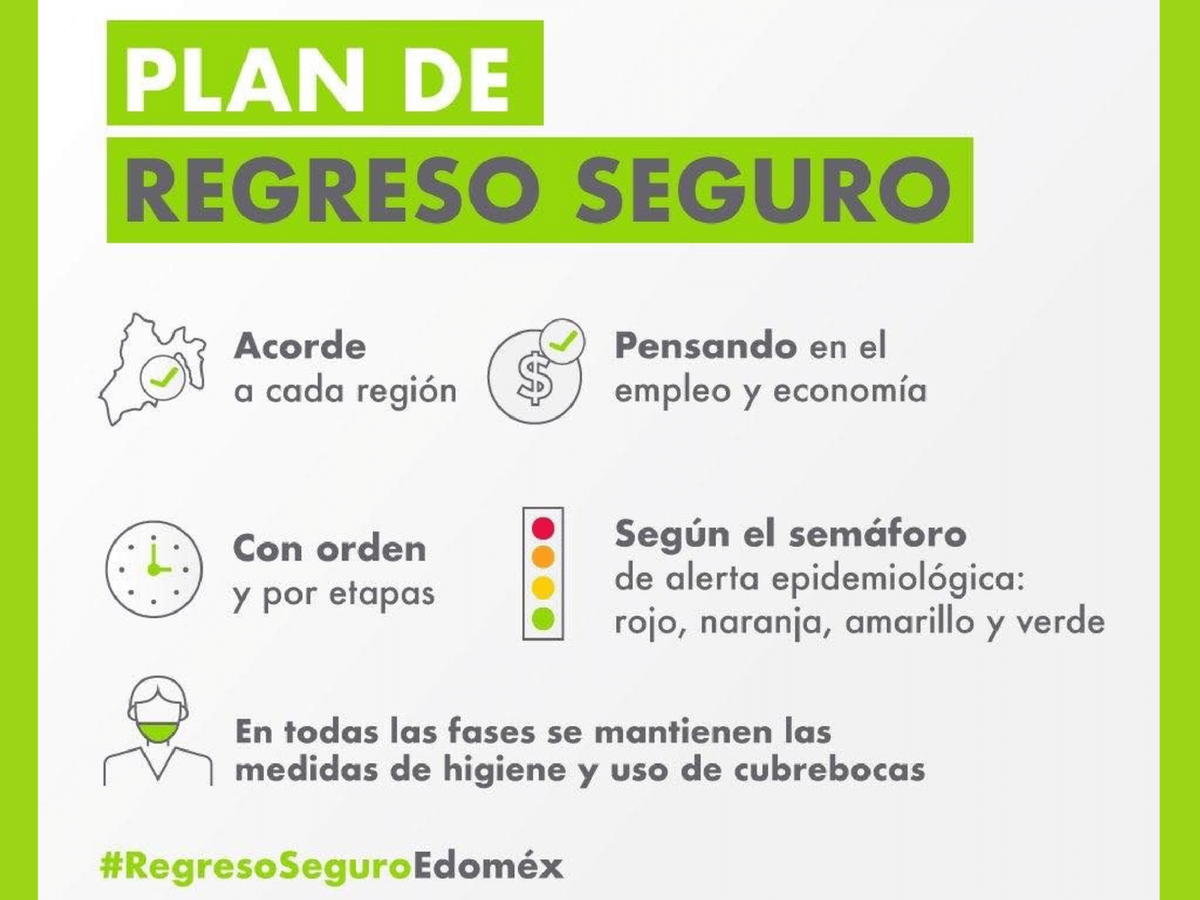 PLAN DE
REGRESO SEGURO
Acorde
a cada región
Pensando en el
empleo y economía
Con orden
y por etapas
Según el semáforo
de alerta epidemiológica:
rojo, naranja, amarillo y verde
En todas las fases se mantienen las
medidas de higiene y uso de cubrebocas
#RegresoSeguroEdoméx